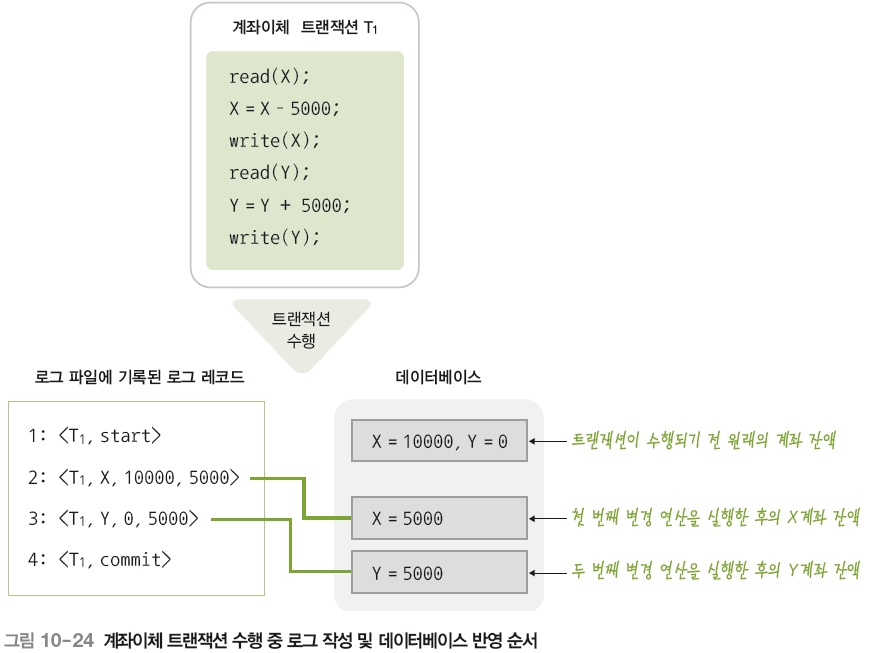 계좌이체 트랜잭션 T₁
read(X);
X = X - 5000;
write(X);
read(Y);
Y = Y + 5000;
write(Y);
트랜잭션
수행
로그 파일에 기록된 로그 레코드
1: <T₁, start>
2: <T₁, X, 10000, 5000>
3: <T₁, Y, 0, 5000>
4: <T₁, commit>
데이터베이스
X = 10000, Y = 0
트랜잭션이 수행되기 전 원래의 계좌 잔액
X = 5000
첫 번째 변경 연산을 실행한 후의 X계좌 잔액
Y = 5000
두 번째 변경 연산을 실행한 후의 Y계좌 잔액
그림 10-24 계좌이체 트랜잭션 수행 중 로그 작성 및 데이터베이스 반영 순서